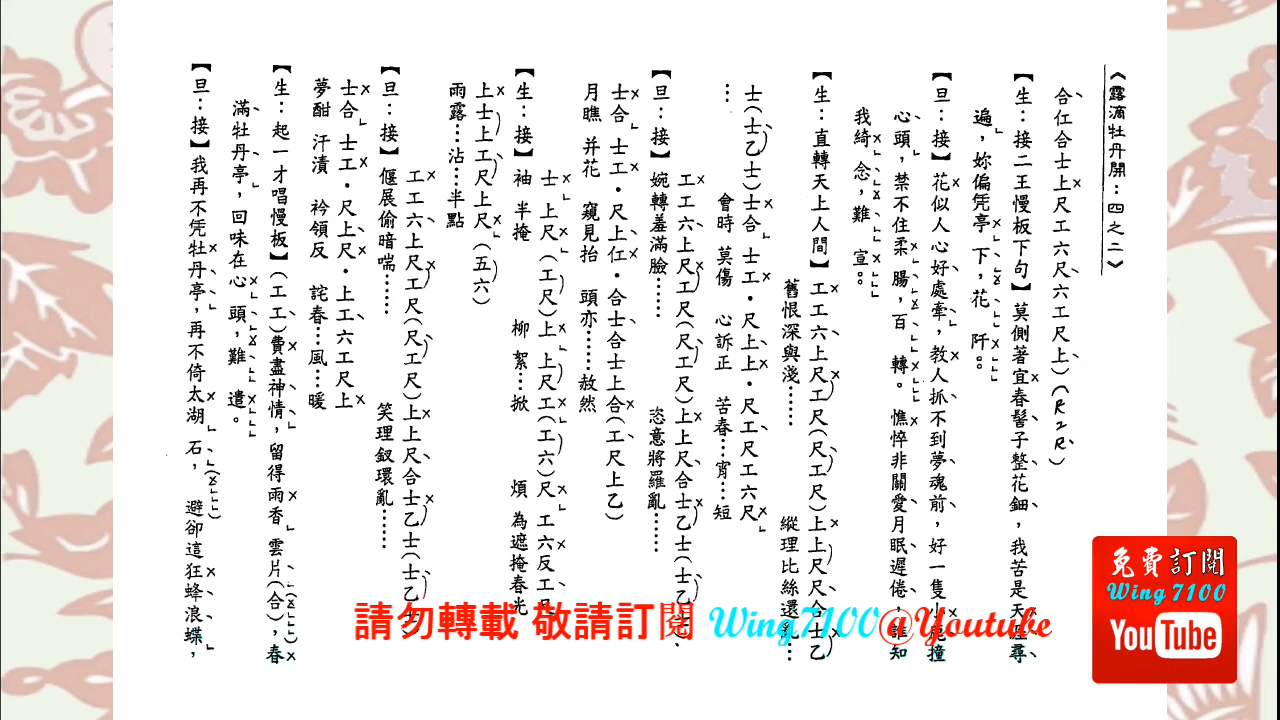 《露滴牡丹開：四之二》
合仜合士上尺工六尺六工尺上）（R2R）
【生：接二王慢板下句】莫側著宜春髻子整花鈿，我苦是天涯尋
遍，妳偏凭亭下，花阡。
【旦：接】花似人心好處牽，教人抓不到夢魂前，好一隻小鹿撞
心頭，禁不住柔腸，百轉。憔悴非關愛月眠遲倦，誰知
我綺念，難宣。
【生：直轉天上人間】工工六上尺工尺（尺工尺）上上尺尺合士乙
舊恨深與淺⋯⋯ 縱理比絲還亂⋯
士（士乙士）士合士工·尺上上·尺工尺工六尺
⋯ 會時莫傷心訴正苦春⋯宵⋯短
【旦：接】工工六上尺工尺（尺工尺）上上尺合士乙士（士乙士）
婉轉羞滿臉⋯⋯ 恣意將羅亂⋯⋯
士合士工·尺上仜·合士合士上合（工尺上乙）
月瞧并花窺見抬頭亦⋯⋯赦然
【生：接】士上尺（工尺）上上尺工（工六）尺工六反工尺
袖半掩柳絮⋯掀煩為遮掩春光
上士上工尺上尺（五六）
雨露⋯沾⋯半點
【旦：接】工工六上尺工尺（尺工尺）上上尺合士乙士（士乙士）
偃展偷暗喘⋯⋯ 笑理釵環亂⋯⋯
士合士工·尺上尺·上工六工尺上
夢酣汗漬衿領反詫春⋯風⋯暖
【生：起一才唱慢板】（工工）費盡神情，留得雨香雲片（合），春
滿牡丹亭，回味在心頭，難遣。
【旦：接】我再不凭牡丹亭，再不倚太湖石，避卻這狂蜂浪蝶，
請勿轉載 敬請訂閱 Wing7100@Youtube
免費訂閱
Wing7100
YouTube